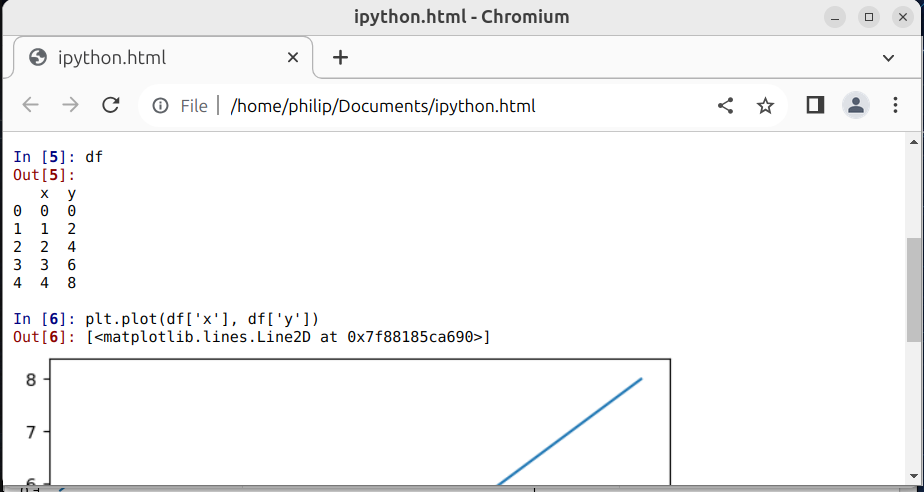 ipython.html - Chromium
ipython.html
File | /home/philip/Documents/ipython.html
In [5]: df
Out[5]:
x y
0 0 0
1 1 2
2 2 4
3 3 6
4 4 8
In [6]: plt.plot(df['x'], df['y'])
Out[6]: [<matplotlib.lines.Line2D at 0x7f88185ca690>]
8
7
6